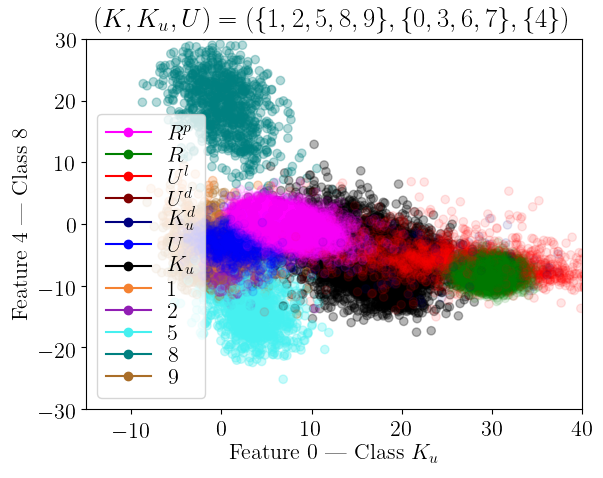 (K, K_u, U) = ({1, 2, 5, 8, 9}, {0, 3, 6, 7}, {4})
Feature 4 — Class 8
30
20
10
0
−10
−20
−30
R^p
R
U^l
U^d
K_u^d
U
K_u
1
2
5
8
9
−10 0 10 20 30 40
Feature 0 — Class K_u